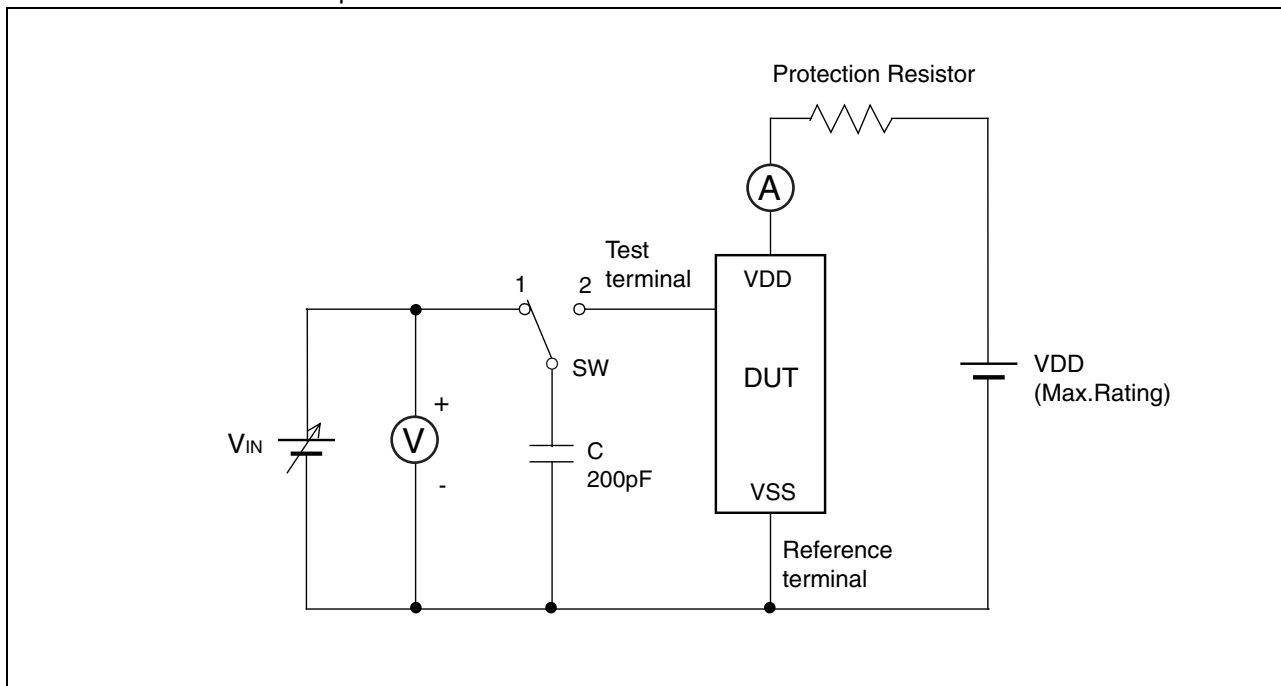 Protection Resistor
A
Test
terminal
1
2
VDD
SW
DUT
VDD
(Max.Rating)
VIN
+
V
-
C
200pF
VSS
Reference
terminal